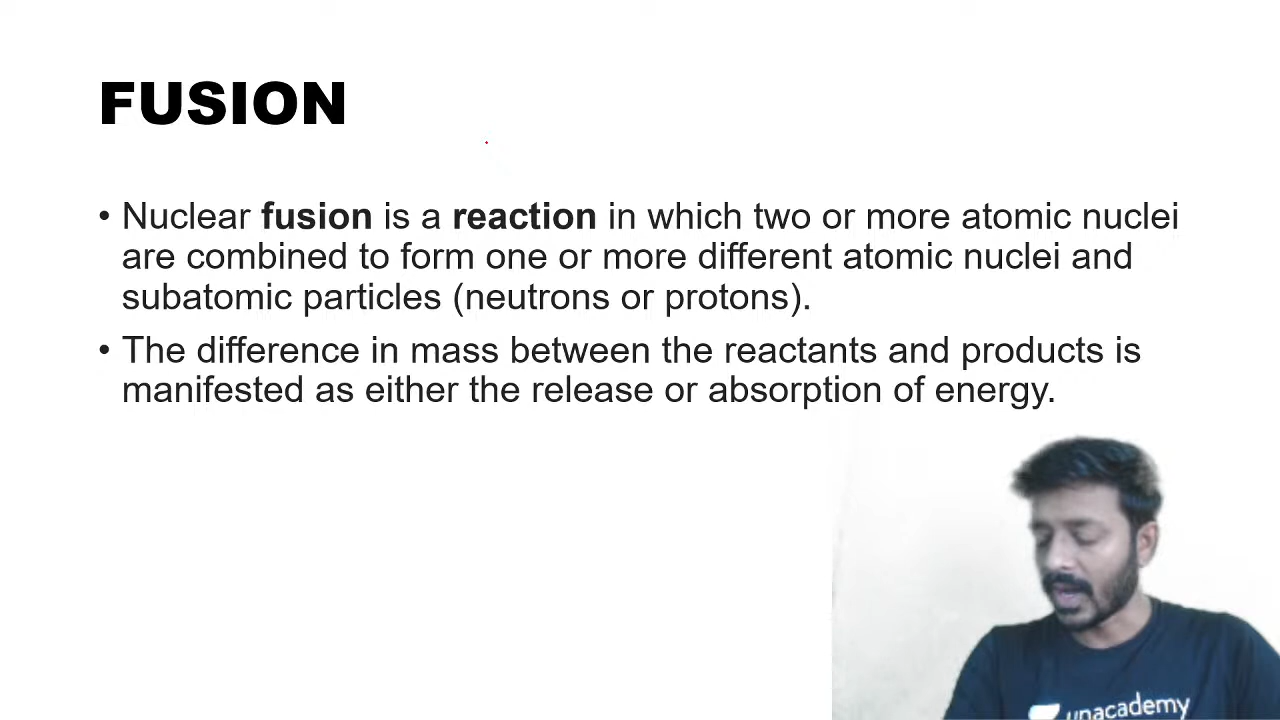 FUSION
• Nuclear fusion is a reaction in which two or more atomic nuclei
are combined to form one or more different atomic nuclei and
subatomic particles (neutrons or protons).
• The difference in mass between the reactants and products is
manifested as either the release or absorption of energy.
unacademy